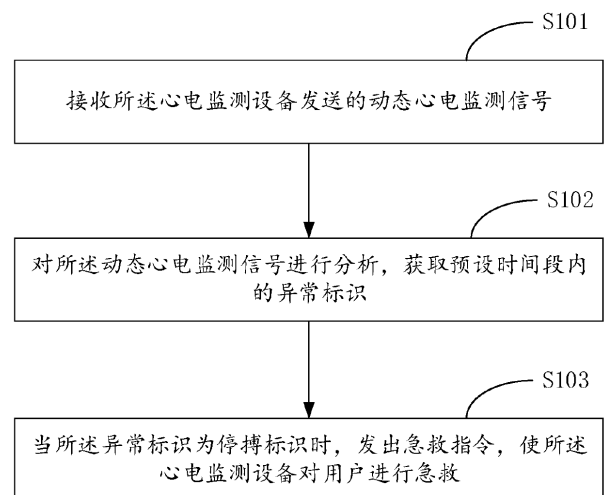 S101
接收所述心电监测设备发送的动态心电监测信号
S102
对所述动态心电监测信号进行分析，获取预设时间段内
的异常标识
S103
当所述异常标识为停搏标识时，发出急救指令，使所述
心电监测设备对用户进行急救